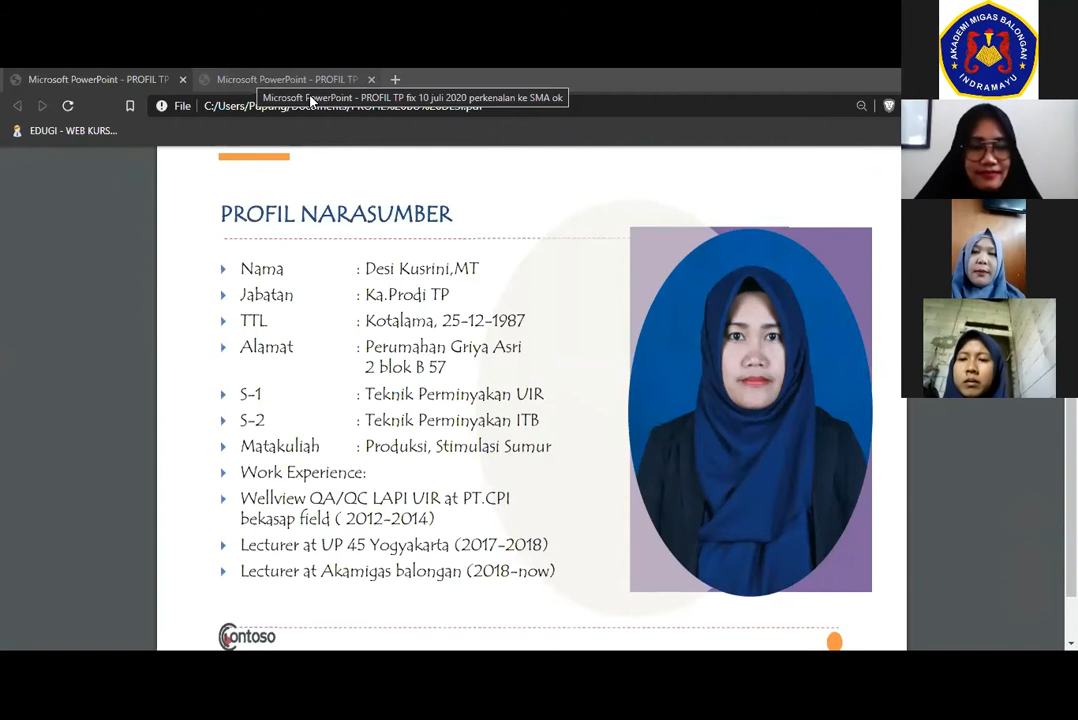 Microsoft PowerPoint - PROFIL TP
Microsoft PowerPoint - PROFIL TP
Microsoft PowerPoint - PROFIL TP fix 10 juli 2020 perkenalan ke SMA ok
File
EDUGI - WEB KURS...
AKADEMI MIGAS BALONGAN
INDRAMAYU
PROFIL NARASUMBER
Nama : Desi Kusrini,MT
Jabatan : Ka.Prodi TP
TTL : Kotalama, 25-12-1987
Alamat : Perumahan Griya Asri
2 blok B 57
S-1 : Teknik Perminyakan UIR
S-2 : Teknik Perminyakan ITB
Matakuliah : Produksi, Stimulasi Sumur
Work Experience:
Wellview QA/QC LAPI UIR at PT.CPI
bekasap field ( 2012-2014)
Lecturer at UP 45 Yogyakarta (2017-2018)
Lecturer at Akamigas balongan (2018-now)
Contoso